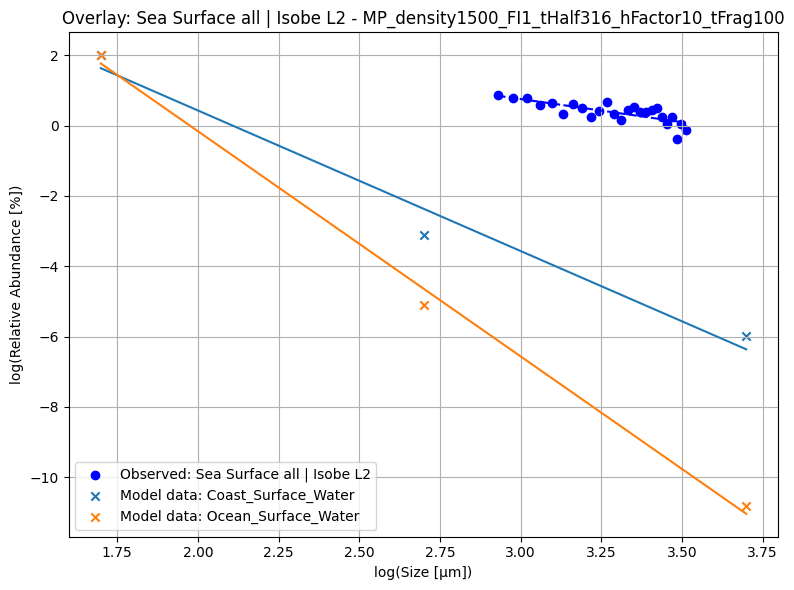 Overlay: Sea Surface all | Isobe L2 - MP_density1500_FI1_tHalf316_hFactor10_tFrag100
log(Relative Abundance [%])
2
0
−2
−4
−6
−8
−10
Observed: Sea Surface all | Isobe L2
Model data: Coast_Surface_Water
Model data: Ocean_Surface_Water
1.75 2.00 2.25 2.50 2.75 3.00 3.25 3.50 3.75
log(Size [μm])